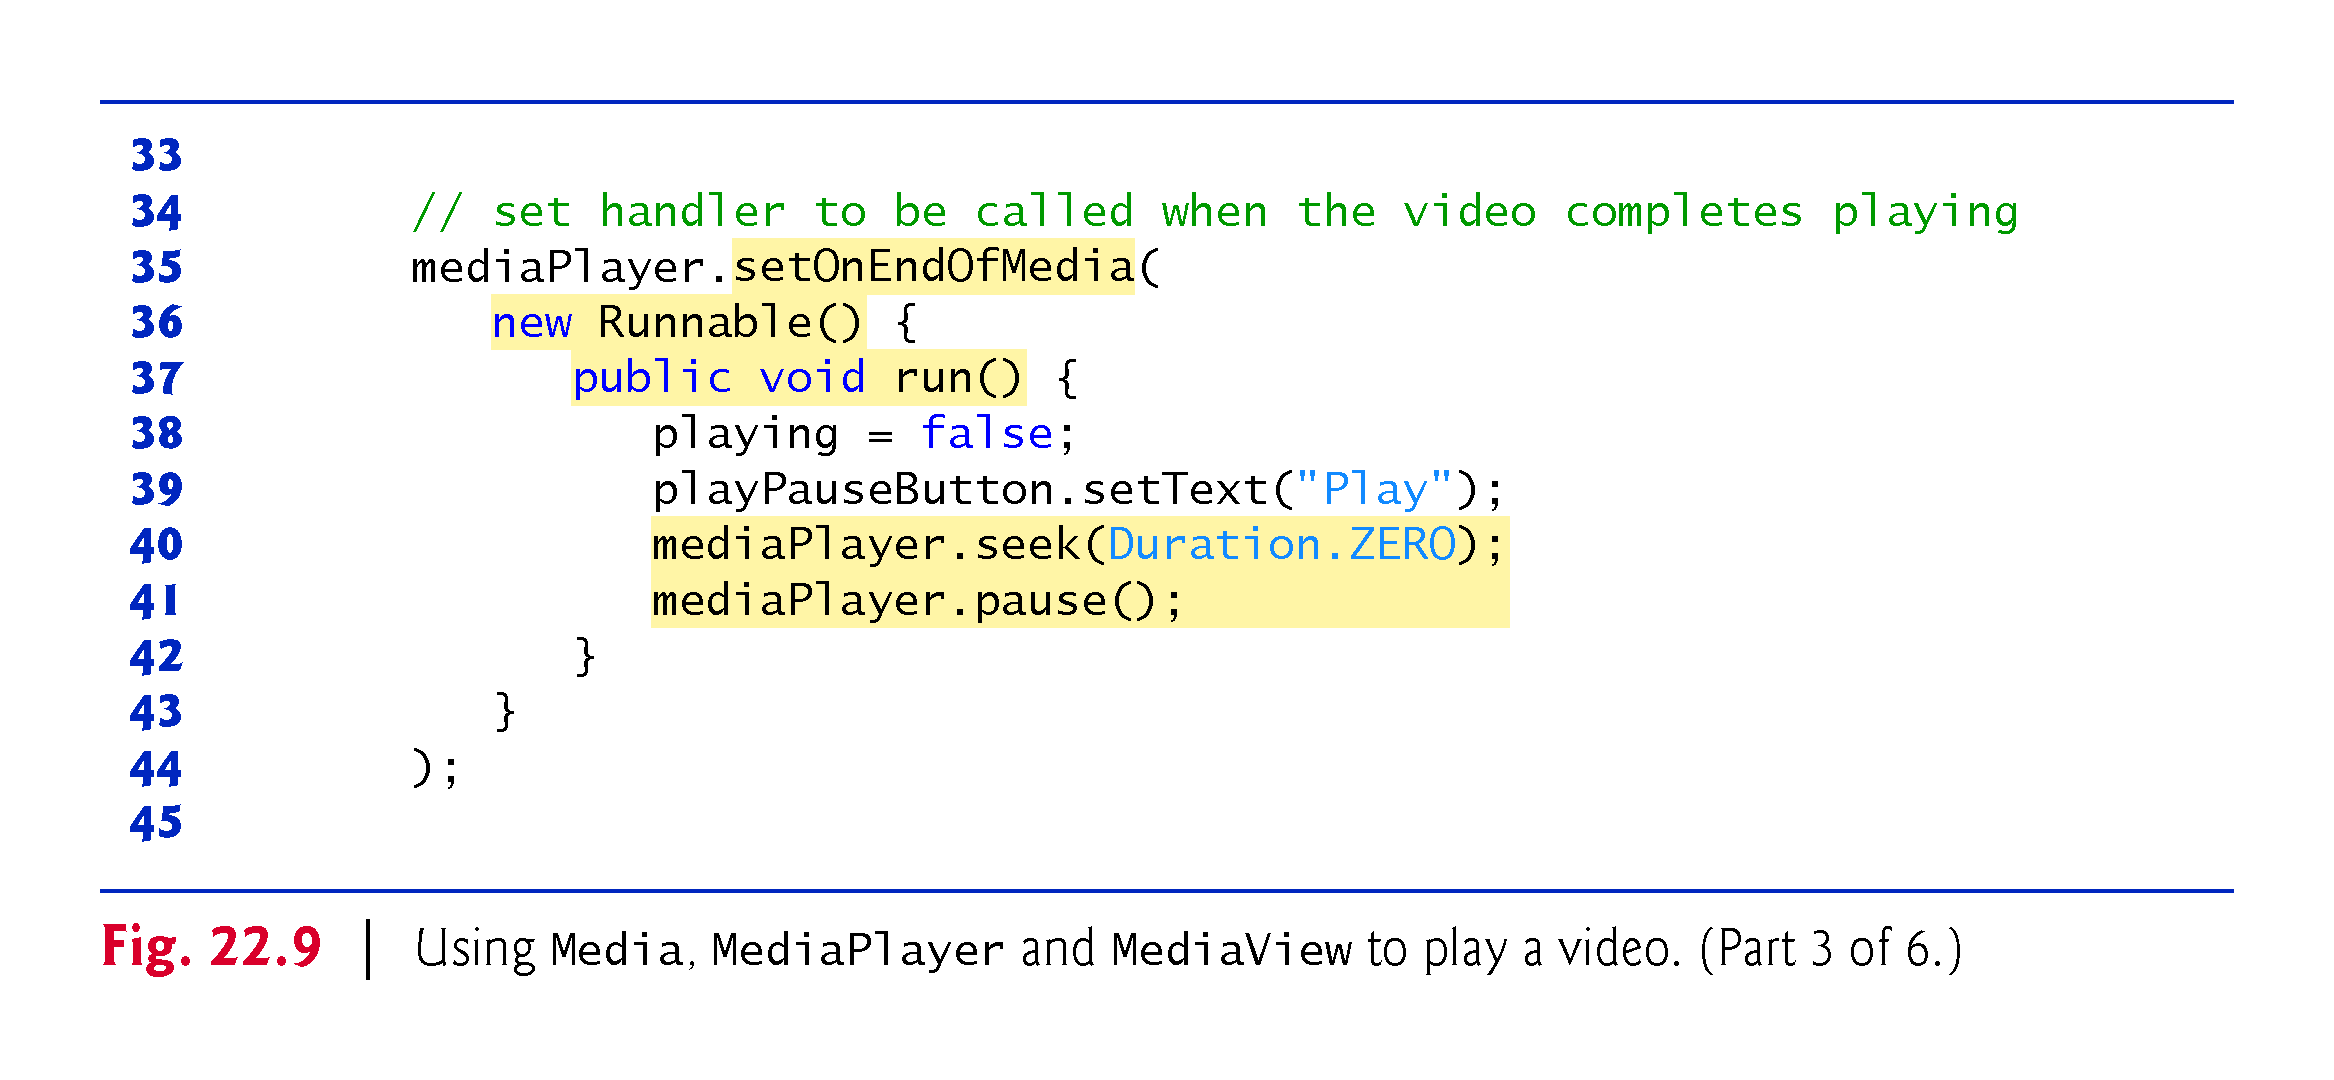 33
34 // set handler to be called when the video completes playing
35 mediaPlayer.setOnEndOfMedia(
36 new Runnable() {
37 public void run() {
38 playing = false;
39 playPauseButton.setText("Play");
40 mediaPlayer.seek(Duration.ZERO);
41 mediaPlayer.pause();
42 }
43 }
44 );
45
Fig. 22.9 | Using Media, MediaPlayer and MediaView to play a video. (Part 3 of 6.)